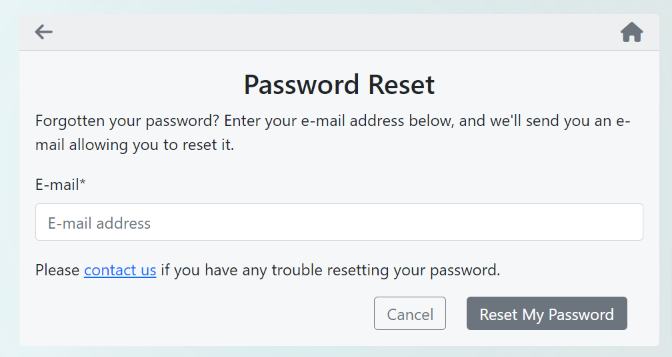 Password Reset
Forgotten your password? Enter your e-mail address below, and we'll send you an e-
mail allowing you to reset it.
E-mail*
E-mail address
Please contact us if you have any trouble resetting your password.
Cancel Reset My Password